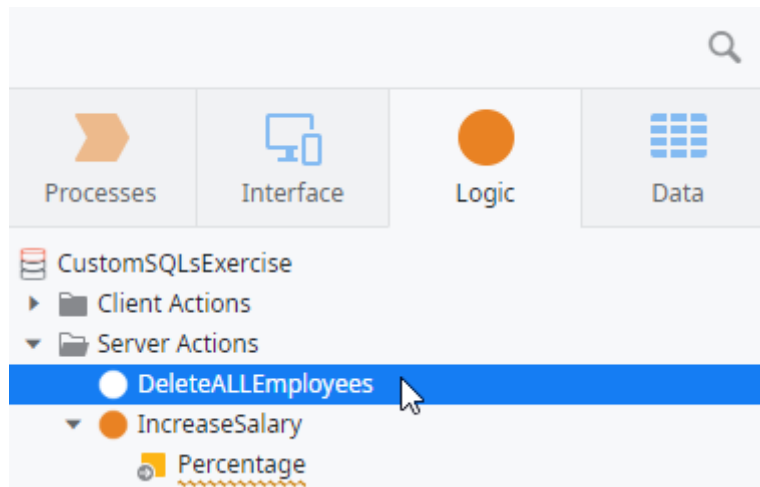 Processes Interface Logic Data
CustomSQLsExercise
Client Actions
Server Actions
DeleteALLEmployees
IncreaseSalary
Percentage